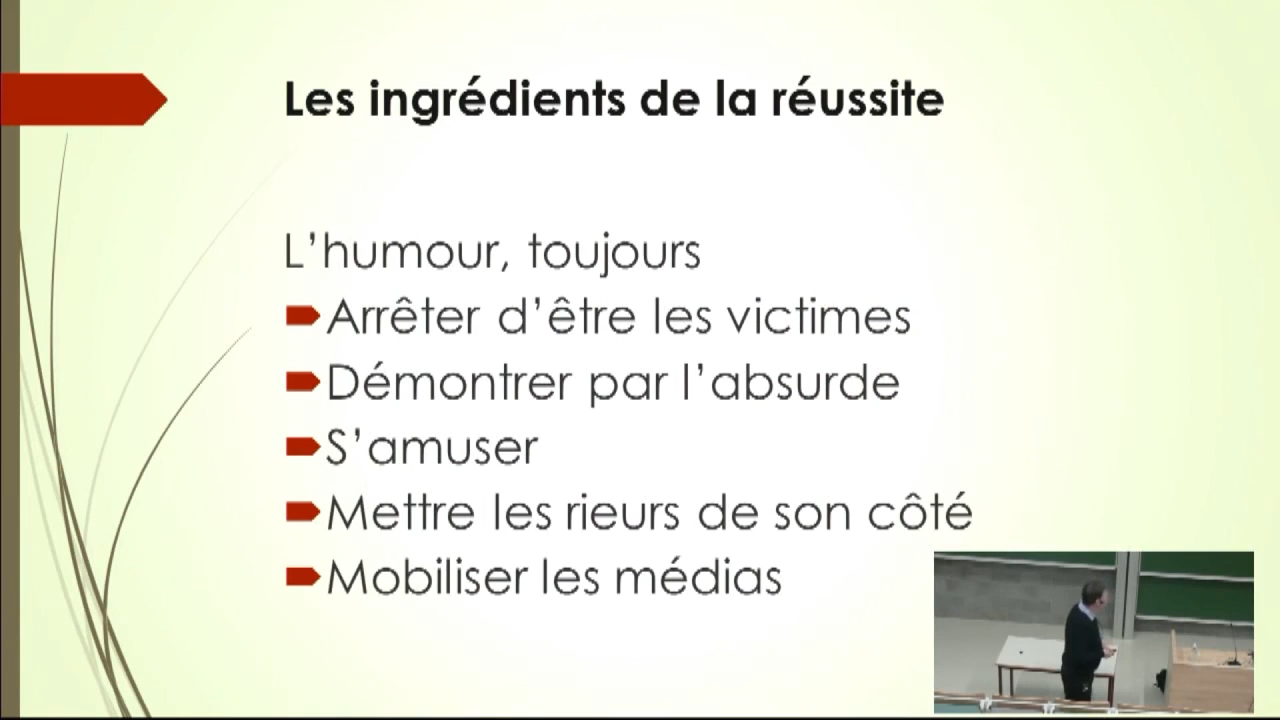 Les ingrédients de la réussite
L’humour, toujours
Arrêter d’être les victimes
Démontrer par l’absurde
S’amuser
Mettre les rieurs de son côté
Mobiliser les médias